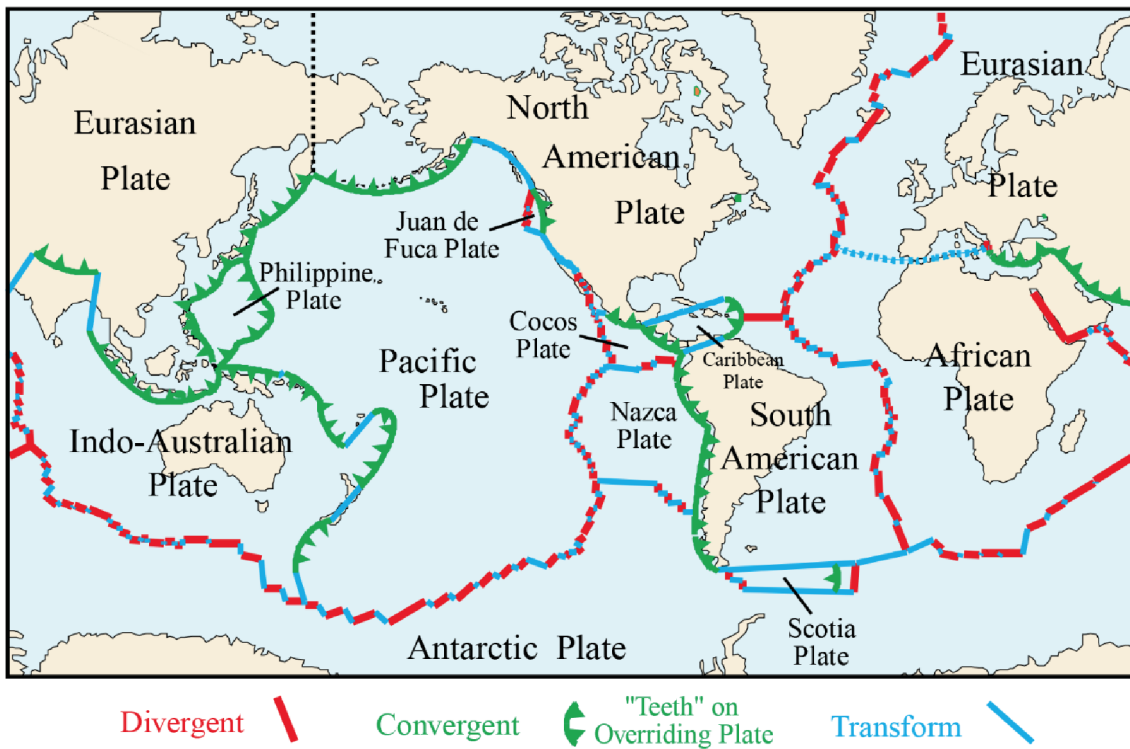 Eurasian
Plate
North
American
Plate
Eurasian
Plate
Juan de
Fuca Plate
Philippine
Plate
Cocos
Plate
Caribbean
Plate
Pacific
Plate
African
Plate
Nazca
Plate
South
American
Plate
Indo-Australian
Plate
Scotia
Plate
Antarctic Plate
Divergent
Convergent
"Teeth" on
Overriding Plate
Transform